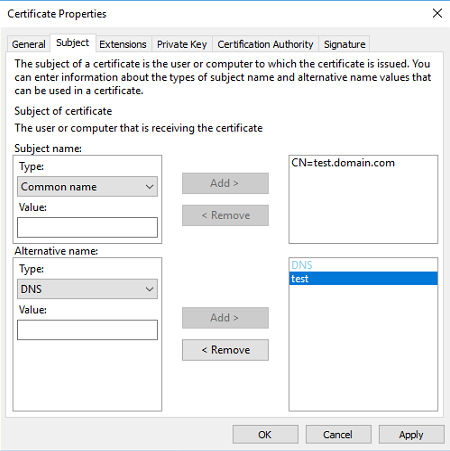 Certificate Properties
General Subject Extensions Private Key Certification Authority Signature
The subject of a certificate is the user or computer to which the certificate is issued. You
can enter information about the types of subject name and alternative name values that
can be used in a certificate.
Subject of certificate
The user or computer that is receiving the certificate
Subject name:
Type:
Common name
Value:
Add >
< Remove
CN=test.domain.com
Alternative name:
Type:
DNS
Value:
Add >
< Remove
DNS
test
OK Cancel Apply